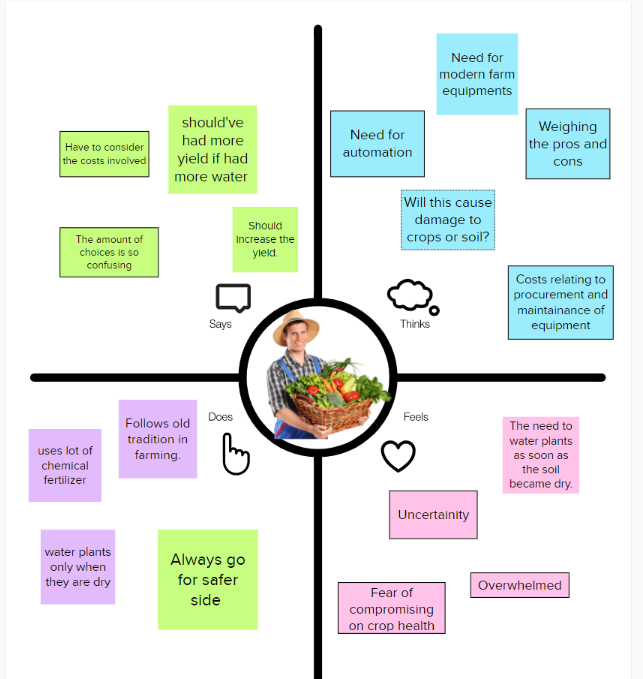 Have to consider
the costs involved
should've
had more
yield if had
more water
The amount of
choices is so
confusing
Should
increase the
yield.
Says
Need for
modern farm
equipments
Need for
automation
Weighing
the pros and
cons
Will this cause
damage to
crops or soil?
Costs relating to
procurement and
maintainance of
equipment
Thinks
Does
Follows old
tradition in
farming.
uses lot of
chemical
fertilizer
water plants
only when
they are dry
Always go
for safer
side
Feels
The need to
water plants
as soon as
the soil
became dry.
Uncertainity
Overwhelmed
Fear of
compromising
on crop health